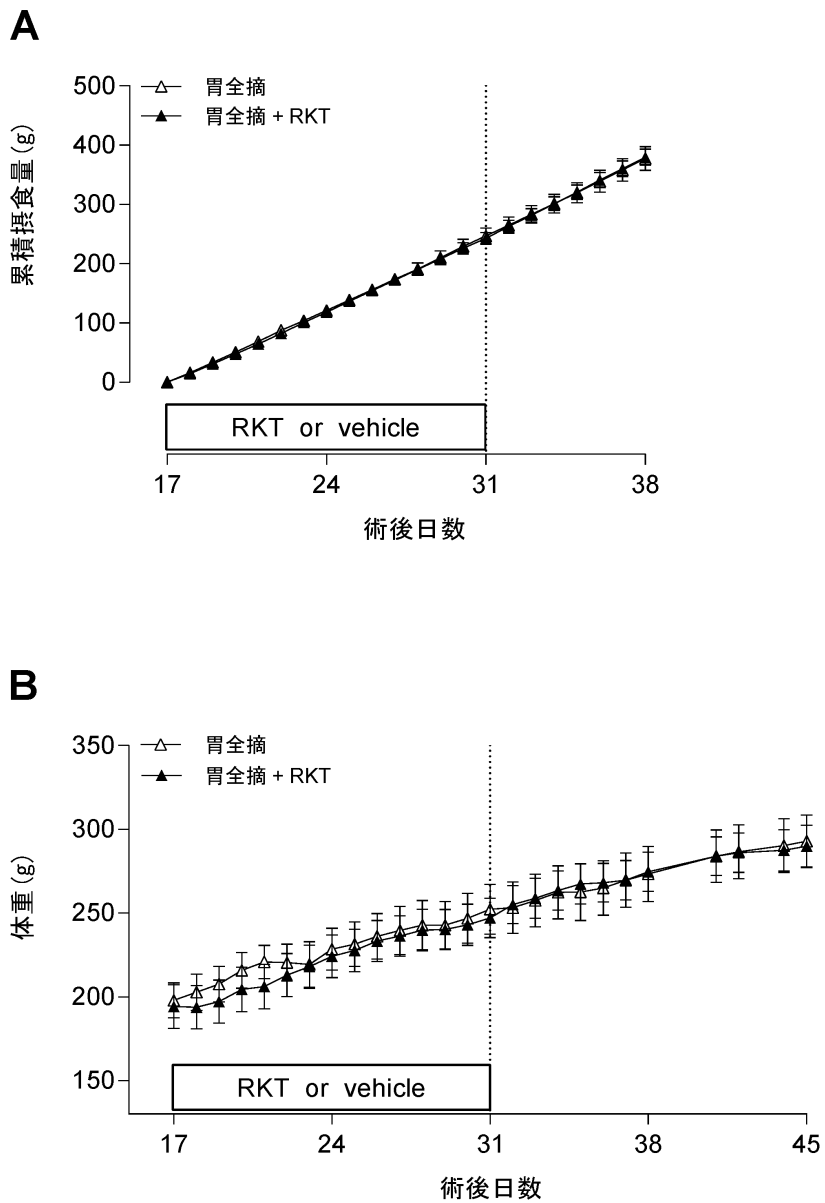 A
500
400
300
200
100
0
累積摂食量(g)
胃全摘
胃全摘 + RKT
RKT or vehicle
17 24 31 38
術後日数
B
350
300
250
200
150
体重(g)
胃全摘
胃全摘 + RKT
RKT or vehicle
17 24 31 38 45
術後日数